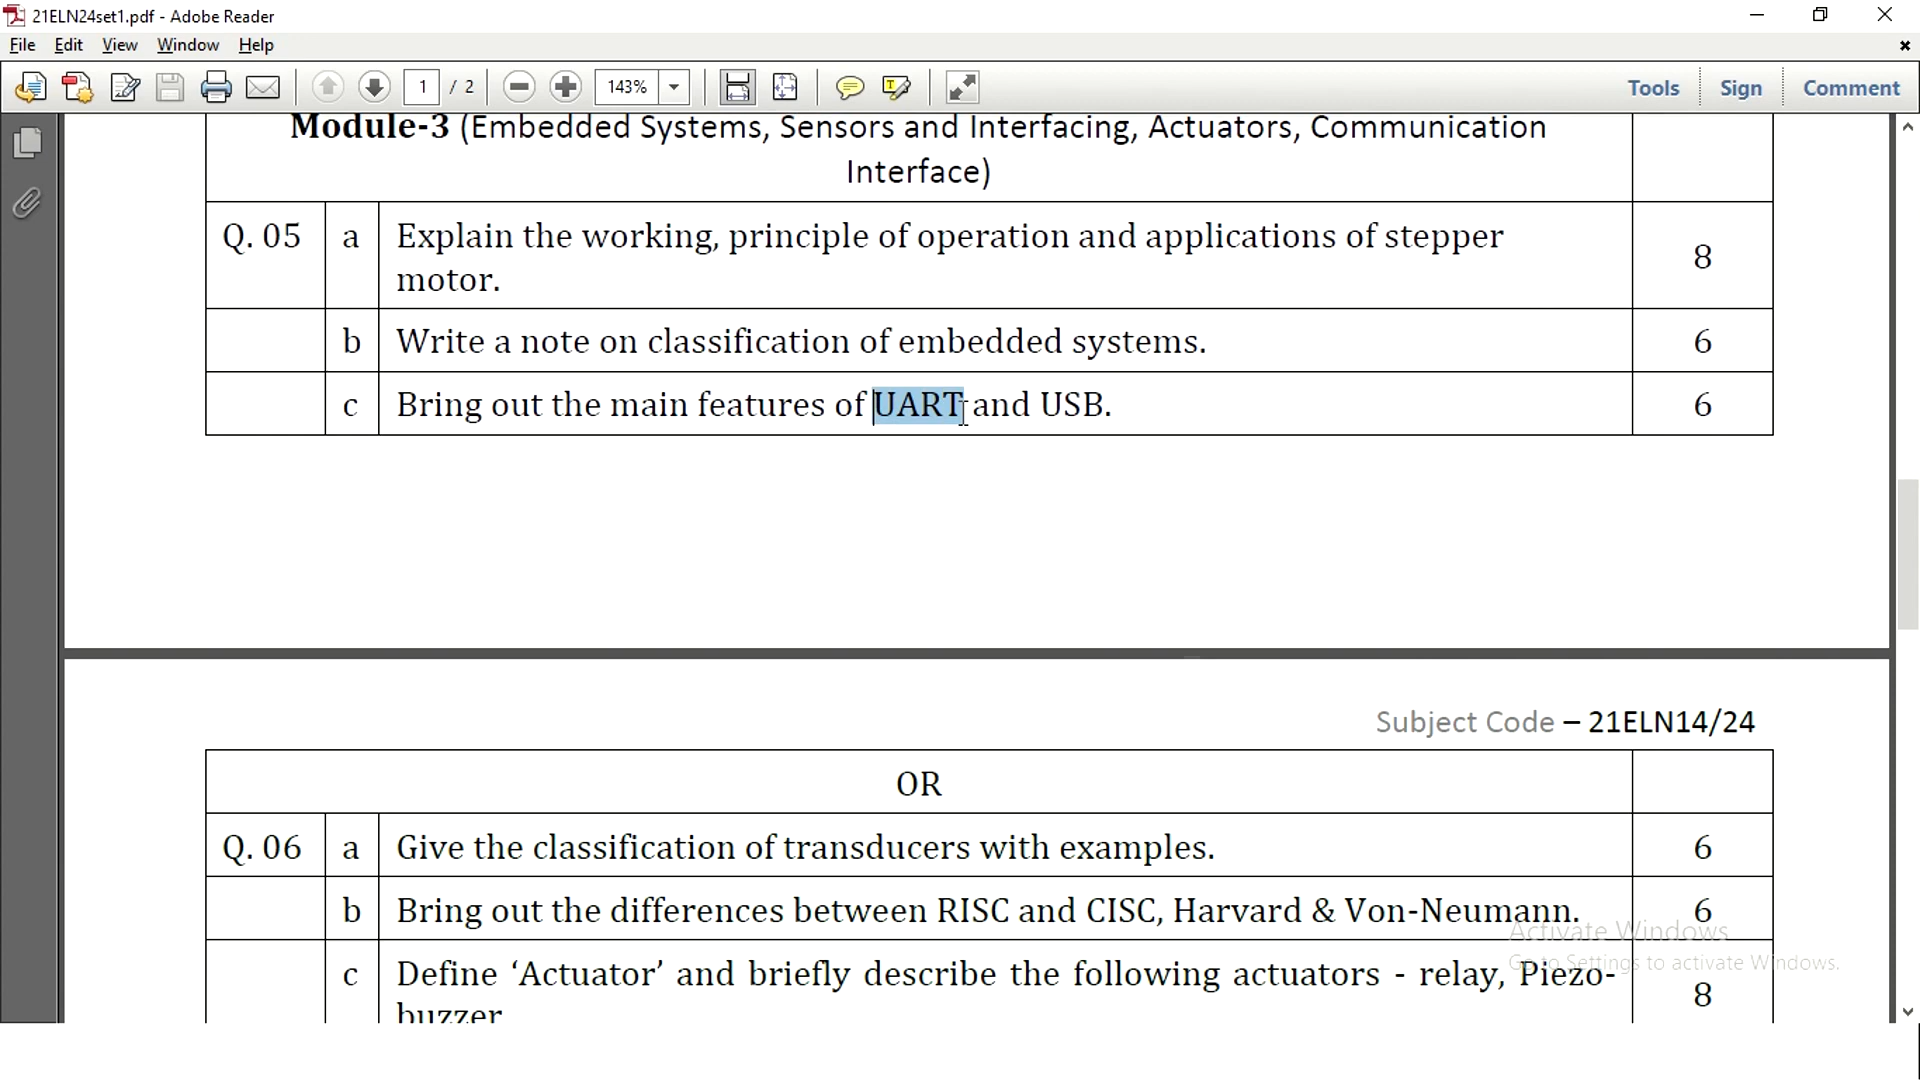 21ELN24set1.pdf - Adobe Reader
File Edit View Window Help
1 / 2 143% Tools Sign Comment
Module-3 (Embedded Systems, Sensors and Interfacing, Actuators, Communication
Interface)
Q. 05 a Explain the working, principle of operation and applications of stepper
motor. 8
b Write a note on classification of embedded systems. 6
c Bring out the main features of UART and USB. 6
Subject Code – 21ELN14/24
OR
Q. 06 a Give the classification of transducers with examples. 6
b Bring out the differences between RISC and CISC, Harvard & Von-Neumann. 6
Activate Windows
Go to Settings to activate Windows.
c Define ‘Actuator’ and briefly describe the following actuators - relay, Piezo-
buzzer 8